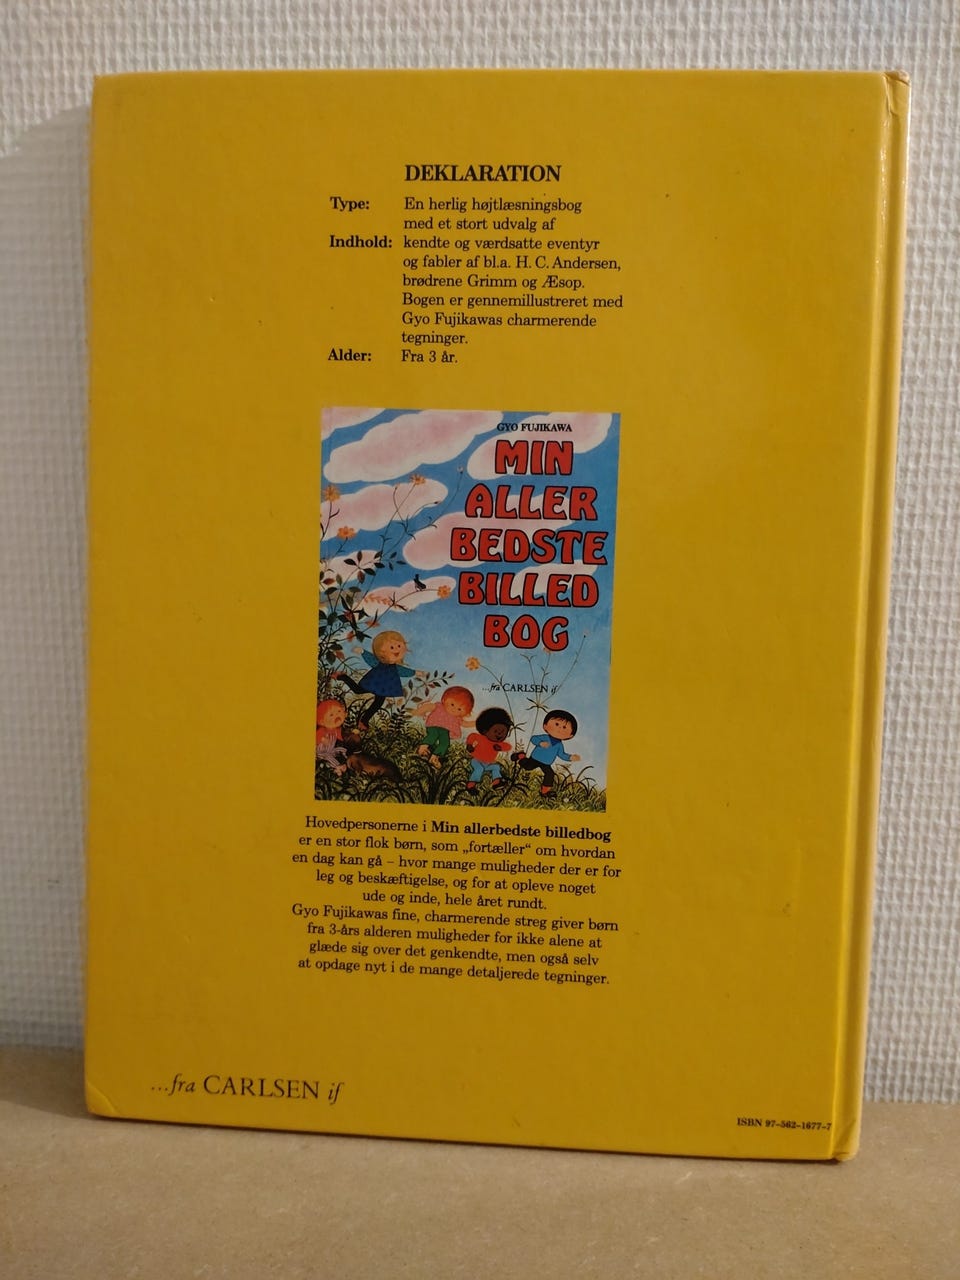 DEKLARATION
Type: En herlig højtlæsningsbog
med et stort udvalg af
Indhold: kendte og værdsatte eventyr
og fabler af bl.a. H. C. Andersen,
brødrene Grimm og Æsop.
Bogen er gennemillustreret med
Gyo Fujikawas charmerende
tegninger.
Alder: Fra 3 år.
GYO FUJIKAWA
MIN
ALLER
BEDSTE
BILLED
BOG
...fra CARLSEN if
Hovedpersonerne i Min allerbedste billedbog
er en stor flok børn, som „fortæller“ om hvordan
en dag kan gå – hvor mange muligheder der er for
leg og beskæftigelse, og for at opleve noget
ude og inde, hele året rundt.
Gyo Fujikawas fine, charmerende streg giver børn
fra 3-års alderen muligheder for ikke alene at
glæde sig over det genkendte, men også selv
at opdage nyt i de mange detaljerede tegninger.
...fra CARLSEN if
ISBN 97-562-1677-7